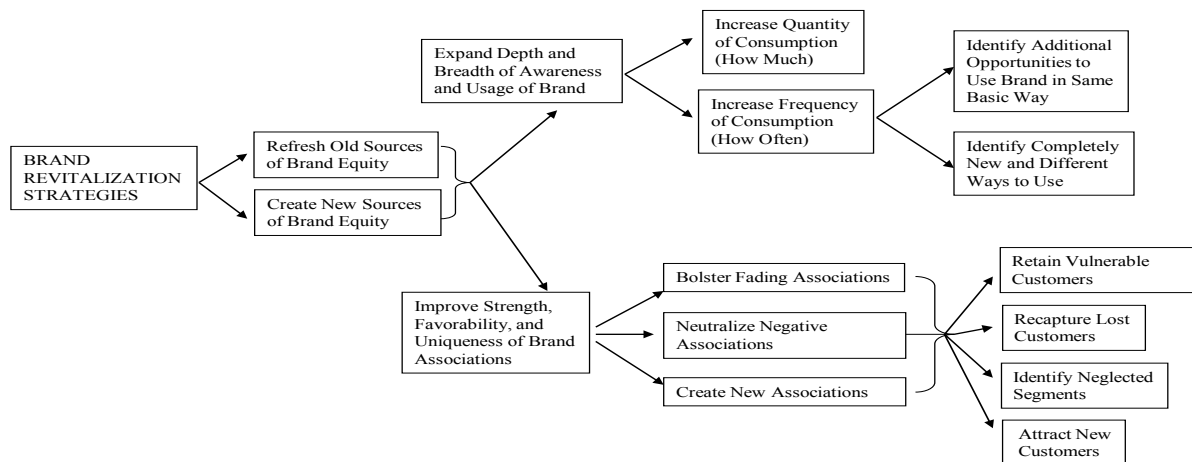 BRAND
REVITALIZATION
STRATEGIES
Refresh Old Sources
of Brand Equity
Create New Sources
of Brand Equity
Expand Depth and
Breadth of Awareness
and Usage of Brand
Increase Quantity
of Consumption
(How Much)
Increase Frequency
of Consumption
(How Often)
Identify Additional
Opportunities to
Use Brand in Same
Basic Way
Identify Completely
New and Different
Ways to Use
Improve Strength,
Favorability, and
Uniqueness of Brand
Associations
Bolster Fading Associations
Neutralize Negative
Associations
Create New Associations
Retain Vulnerable
Customers
Recapture Lost
Customers
Identify Neglected
Segments
Attract New
Customers